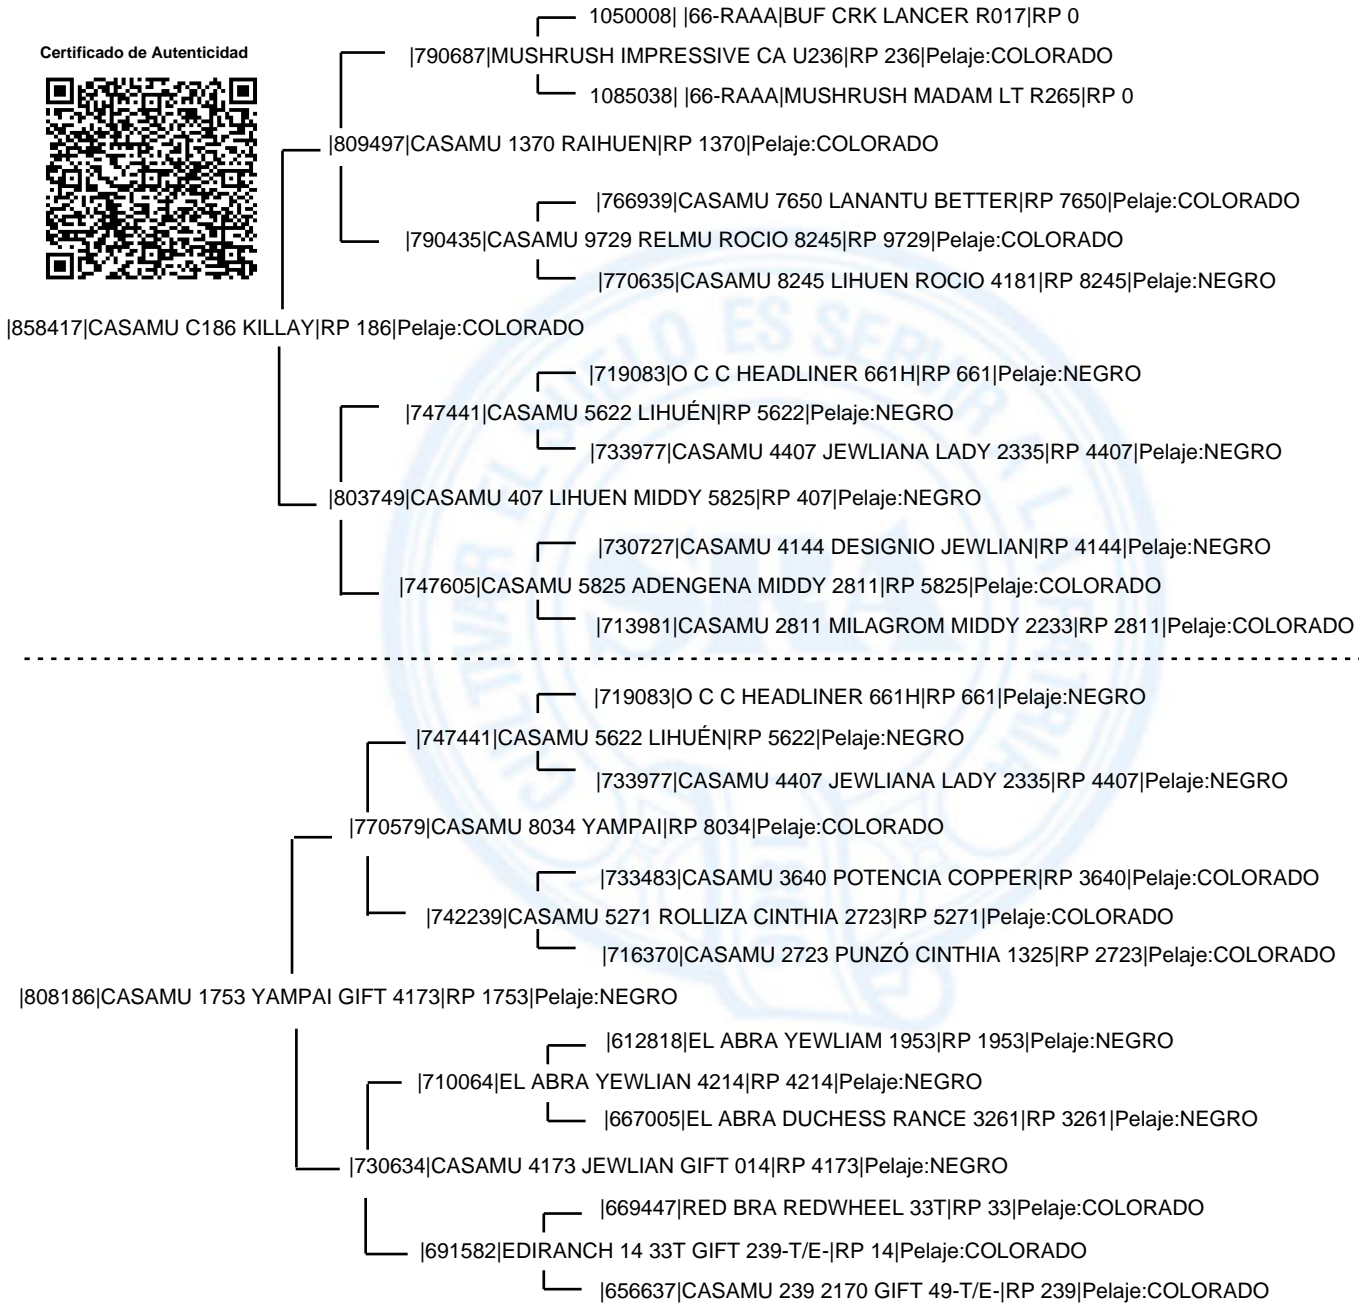 1050008| |66-RAAA|BUF CRK LANCER R017|RP 0
Certificado de Autenticidad
|790687|MUSHRUSH IMPRESSIVE CA U236|RP 236|Pelaje:COLORADO
1085038| |66-RAAA|MUSHRUSH MADAM LT R265|RP 0
|809497|CASAMU 1370 RAIHUEN|RP 1370|Pelaje:COLORADO
|766939|CASAMU 7650 LANANTU BETTER|RP 7650|Pelaje:COLORADO
|790435|CASAMU 9729 RELMU ROCIO 8245|RP 9729|Pelaje:COLORADO
|770635|CASAMU 8245 LIHUEN ROCIO 4181|RP 8245|Pelaje:NEGRO
|858417|CASAMU C186 KILLAY|RP 186|Pelaje:COLORADO
|719083|O C C HEADLINER 661H|RP 661|Pelaje:NEGRO
|747441|CASAMU 5622 LIHUÉN|RP 5622|Pelaje:NEGRO
|733977|CASAMU 4407 JEWLIANA LADY 2335|RP 4407|Pelaje:NEGRO
|803749|CASAMU 407 LIHUEN MIDDY 5825|RP 407|Pelaje:NEGRO
|730727|CASAMU 4144 DESIGNIO JEWLIAN|RP 4144|Pelaje:NEGRO
|747605|CASAMU 5825 ADENGENA MIDDY 2811|RP 5825|Pelaje:COLORADO
|713981|CASAMU 2811 MILAGROM MIDDY 2233|RP 2811|Pelaje:COLORADO
|719083|O C C HEADLINER 661H|RP 661|Pelaje:NEGRO
|747441|CASAMU 5622 LIHUÉN|RP 5622|Pelaje:NEGRO
|733977|CASAMU 4407 JEWLIANA LADY 2335|RP 4407|Pelaje:NEGRO
|770579|CASAMU 8034 YAMPAI|RP 8034|Pelaje:COLORADO
|733483|CASAMU 3640 POTENCIA COPPER|RP 3640|Pelaje:COLORADO
|742239|CASAMU 5271 ROLLIZA CINTHIA 2723|RP 5271|Pelaje:COLORADO
|716370|CASAMU 2723 PUNZÓ CINTHIA 1325|RP 2723|Pelaje:COLORADO
|808186|CASAMU 1753 YAMPAI GIFT 4173|RP 1753|Pelaje:NEGRO
|612818|EL ABRA YEWLIAM 1953|RP 1953|Pelaje:NEGRO
|710064|EL ABRA YEWLIAN 4214|RP 4214|Pelaje:NEGRO
|667005|EL ABRA DUCHESS RANCE 3261|RP 3261|Pelaje:NEGRO
|730634|CASAMU 4173 JEWLIAN GIFT 014|RP 4173|Pelaje:NEGRO
|669447|RED BRA REDWHEEL 33T|RP 33|Pelaje:COLORADO
|691582|EDIRANCH 14 33T GIFT 239-T/E-|RP 14|Pelaje:COLORADO
|656637|CASAMU 239 2170 GIFT 49-T/E-|RP 239|Pelaje:COLORADO
CULTIVAR EL SUELO ES SERVIR A LA PATRIA
SRA
1866